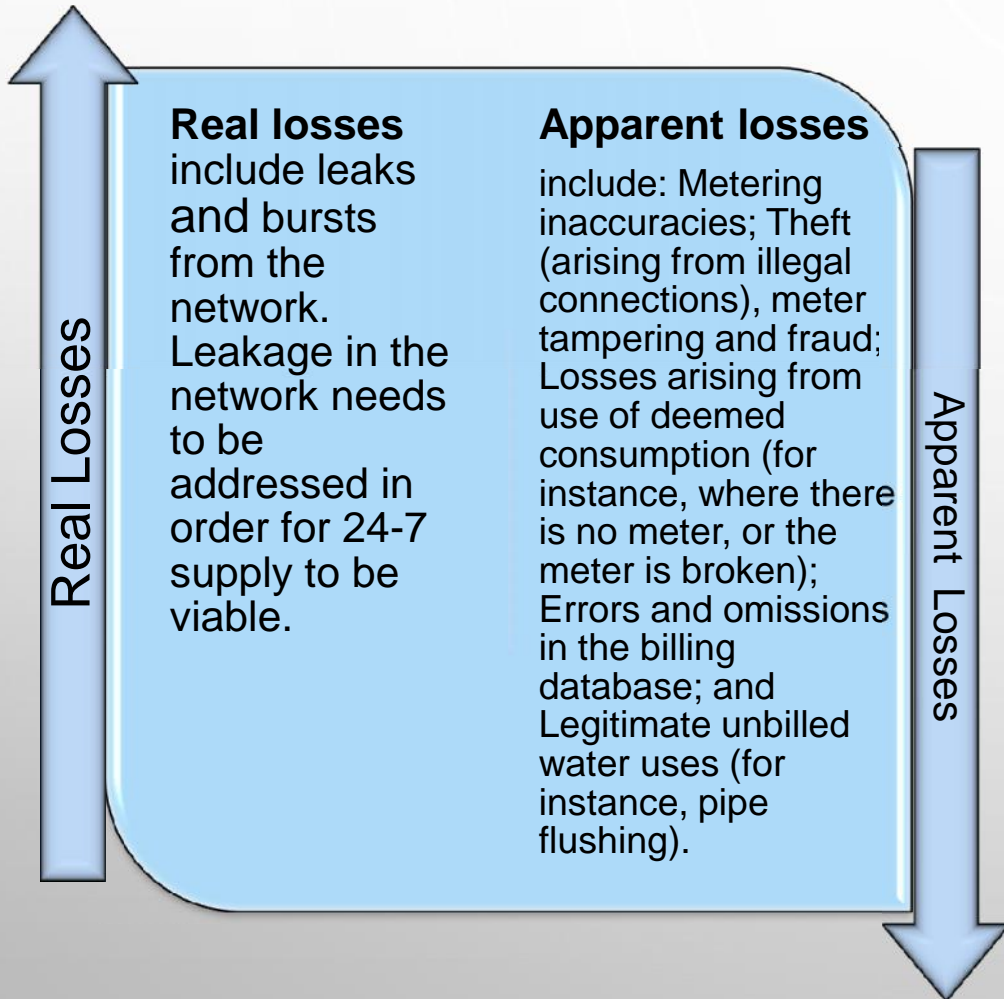 Real Losses
Real losses
include leaks
and bursts
from the
network.
Leakage in the
network needs
to be
addressed in
order for 24-7
supply to be
viable.
Apparent losses
include: Metering
inaccuracies; Theft
(arising from illegal
connections), meter
tampering and fraud;
Losses arising from
use of deemed
consumption (for
instance, where there
is no meter, or the
meter is broken);
Errors and omissions
in the billing
database; and
Legitimate unbilled
water uses (for
instance, pipe
flushing).
Apparent Losses